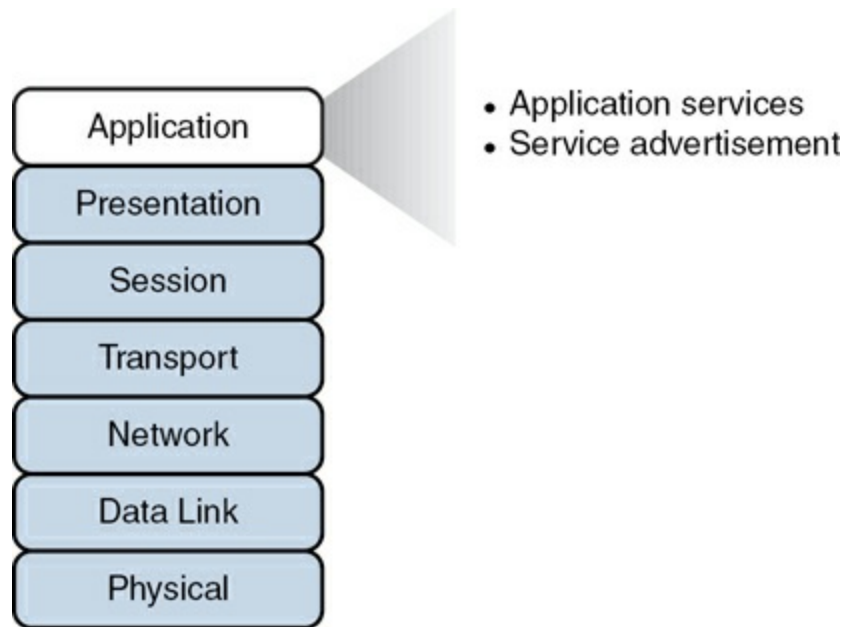 Application
• Application services
• Service advertisement
Presentation
Session
Transport
Network
Data Link
Physical